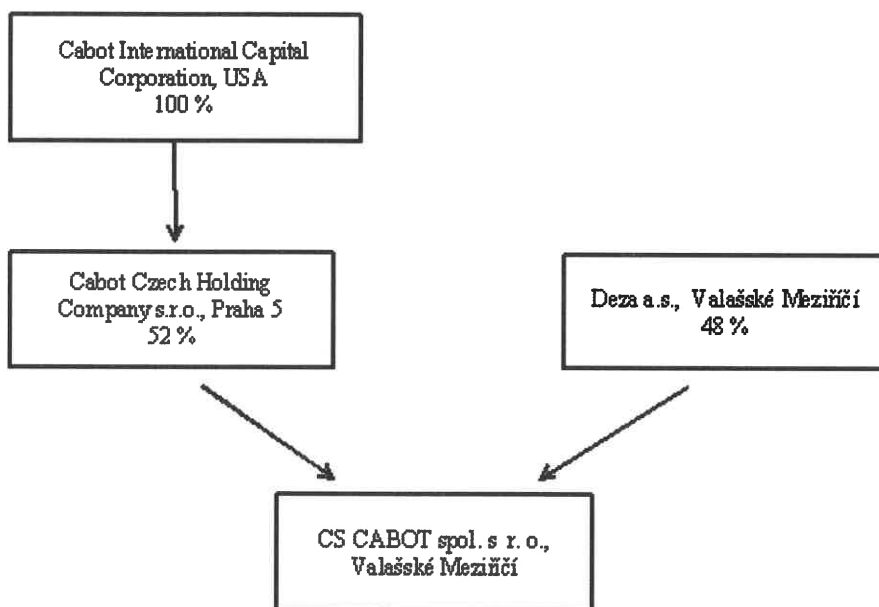 Cabot International Capital
Corporation, USA
100 %
Cabot Czech Holding
Company s.r.o., Praha 5
52 %
Deza a.s., Valašské Meziříčí
48 %
CS CABOT spol. s r. o.,
Valašské Meziříčí